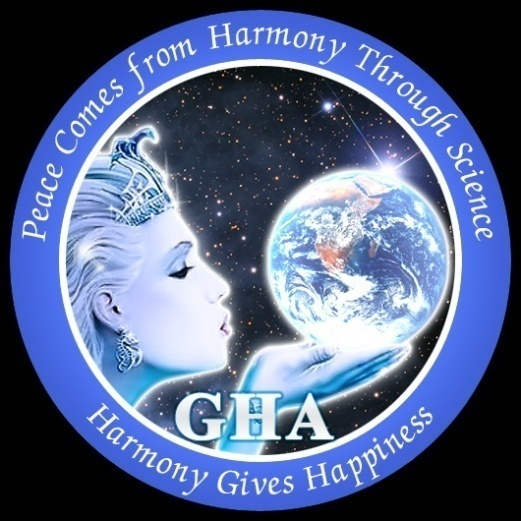 Peace Comes from Harmony Through Science
GHA
Harmony Gives Happiness